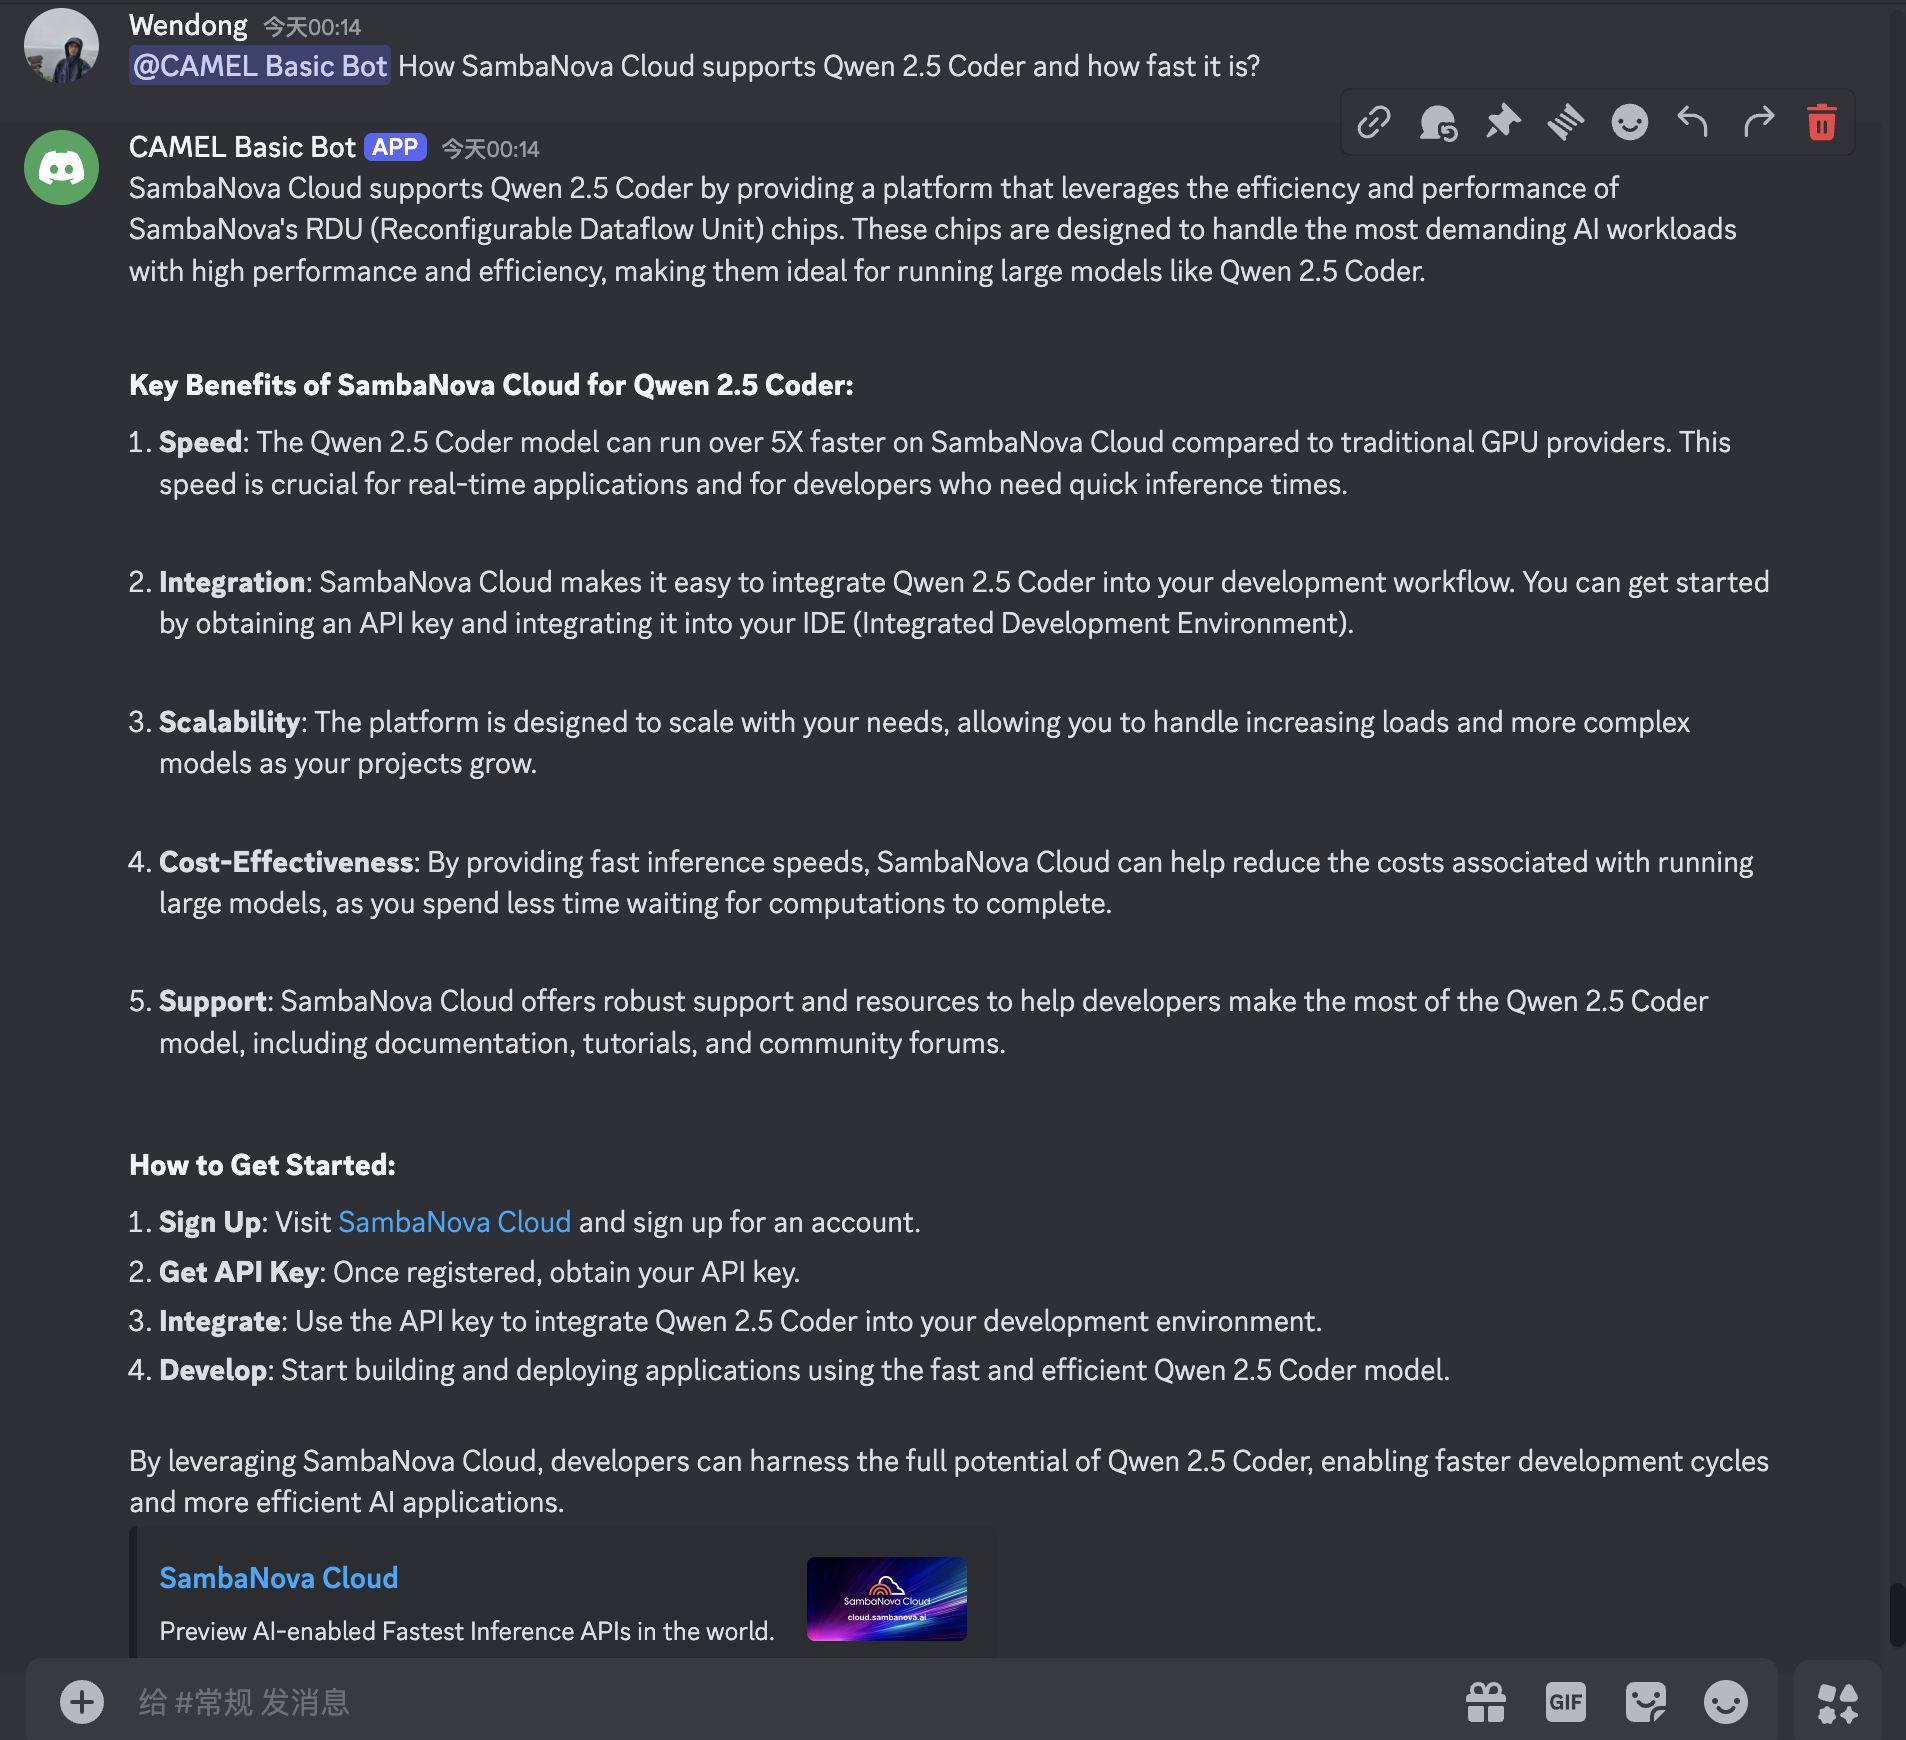 Wendong 今天00:14
@CAMEL Basic Bot How SambaNova Cloud supports Qwen 2.5 Coder and how fast it is?
CAMEL Basic Bot APP 今天00:14
SambaNova Cloud supports Qwen 2.5 Coder by providing a platform that leverages the efficiency and performance of
SambaNova's RDU (Reconfigurable Dataflow Unit) chips. These chips are designed to handle the most demanding AI workloads
with high performance and efficiency, making them ideal for running large models like Qwen 2.5 Coder.
Key Benefits of SambaNova Cloud for Qwen 2.5 Coder:
1. Speed: The Qwen 2.5 Coder model can run over 5X faster on SambaNova Cloud compared to traditional GPU providers. This
speed is crucial for real-time applications and for developers who need quick inference times.
2. Integration: SambaNova Cloud makes it easy to integrate Qwen 2.5 Coder into your development workflow. You can get started
by obtaining an API key and integrating it into your IDE (Integrated Development Environment).
3. Scalability: The platform is designed to scale with your needs, allowing you to handle increasing loads and more complex
models as your projects grow.
4. Cost-Effectiveness: By providing fast inference speeds, SambaNova Cloud can help reduce the costs associated with running
large models, as you spend less time waiting for computations to complete.
5. Support: SambaNova Cloud offers robust support and resources to help developers make the most of the Qwen 2.5 Coder
model, including documentation, tutorials, and community forums.
How to Get Started:
1. Sign Up: Visit SambaNova Cloud and sign up for an account.
2. Get API Key: Once registered, obtain your API key.
3. Integrate: Use the API key to integrate Qwen 2.5 Coder into your development environment.
4. Develop: Start building and deploying applications using the fast and efficient Qwen 2.5 Coder model.
By leveraging SambaNova Cloud, developers can harness the full potential of Qwen 2.5 Coder, enabling faster development cycles
and more efficient AI applications.
SambaNova Cloud
Preview AI-enabled Fastest Inference APIs in the world.
SambaNova Cloud
cloud.sambanova.ai
给 #常规 发消息
GIF